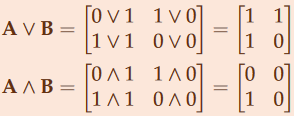 A ∨ B = [0 ∨ 1 1 ∨ 0] = [1 1]
[1 ∨ 1 0 ∨ 0] [1 0]
A ∧ B = [0 ∧ 1 1 ∧ 0] = [0 0]
[1 ∧ 1 0 ∧ 0] [1 0]